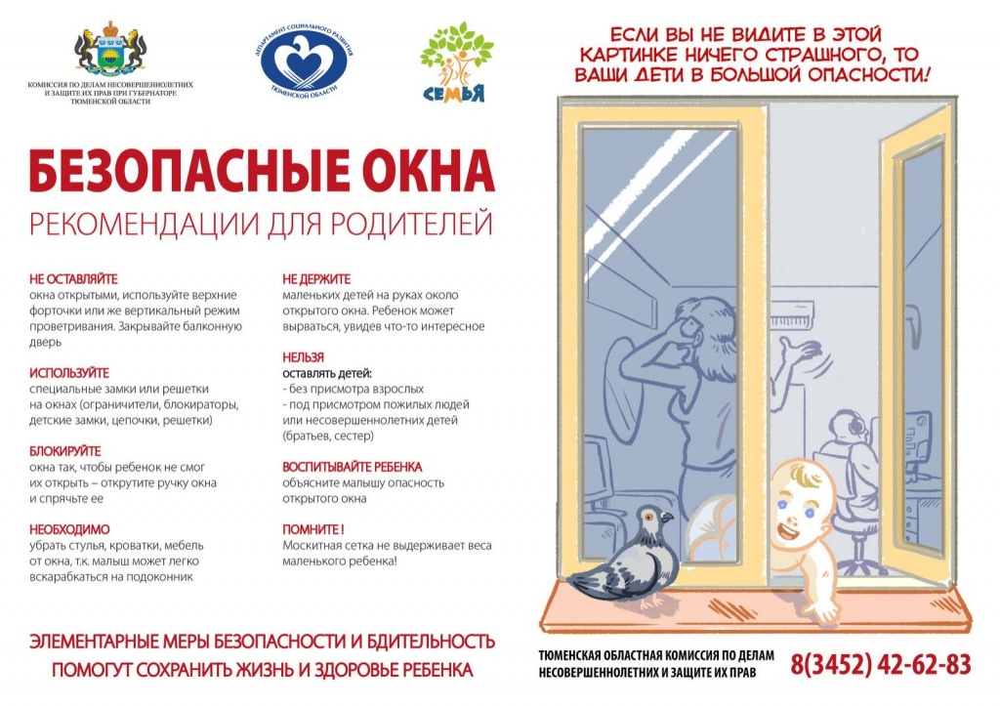 КОМИССИЯ ПО ДЕЛАМ НЕСОВЕРШЕННОЛЕТНИХ
И ЗАЩИТЕ ИХ ПРАВ ПРИ ГУБЕРНАТОРЕ
ТЮМЕНСКОЙ ОБЛАСТИ
ДЕПАРТАМЕНТ СОЦИАЛЬНОГО РАЗВИТИЯ
ТЮМЕНСКОЙ ОБЛАСТИ
СЕМЬЯ
БЕЗОПАСНЫЕ ОКНА
РЕКОМЕНДАЦИИ ДЛЯ РОДИТЕЛЕЙ
НЕ ОСТАВЛЯЙТЕ
окна открытыми, используйте верхние
форточки или же вертикальный режим
проветривания. Закрывайте балконную
дверь
ИСПОЛЬЗУЙТЕ
специальные замки или решетки
на окнах (ограничители, блокираторы,
детские замки, цепочки, решетки)
БЛОКИРУЙТЕ
окна так, чтобы ребенок не смог
их открыть – открутите ручку окна
и спрячьте ее
НЕОБХОДИМО
убрать стулья, кроватки, мебель
от окна, т.к. малыш может легко
вскарабкаться на подоконник
НЕ ДЕРЖИТЕ
маленьких детей на руках около
открытого окна. Ребенок может
вырваться, увидев что-то интересное
НЕЛЬЗЯ
оставлять детей:
- без присмотра взрослых
- под присмотром пожилых людей
или несовершеннолетних детей
(братьев, сестер)
ВОСПИТЫВАЙТЕ РЕБЕНКА
объясните малышу опасность
открытого окна
ПОМНИТЕ !
Москитная сетка не выдерживает веса
маленького ребенка!
ЭЛЕМЕНТАРНЫЕ МЕРЫ БЕЗОПАСНОСТИ И БДИТЕЛЬНОСТЬ
ПОМОГУТ СОХРАНИТЬ ЖИЗНЬ И ЗДОРОВЬЕ РЕБЕНКА
ЕСЛИ ВЫ НЕ ВИДИТЕ В ЭТОЙ
КАРТИНКЕ НИЧЕГО СТРАШНОГО, ТО
ВАШИ ДЕТИ В БОЛЬШОЙ ОПАСНОСТИ!
ТЮМЕНСКАЯ ОБЛАСТНАЯ КОМИССИЯ ПО ДЕЛАМ
НЕСОВЕРШЕННОЛЕТНИХ И ЗАЩИТЕ ИХ ПРАВ
8(3452) 42-62-83